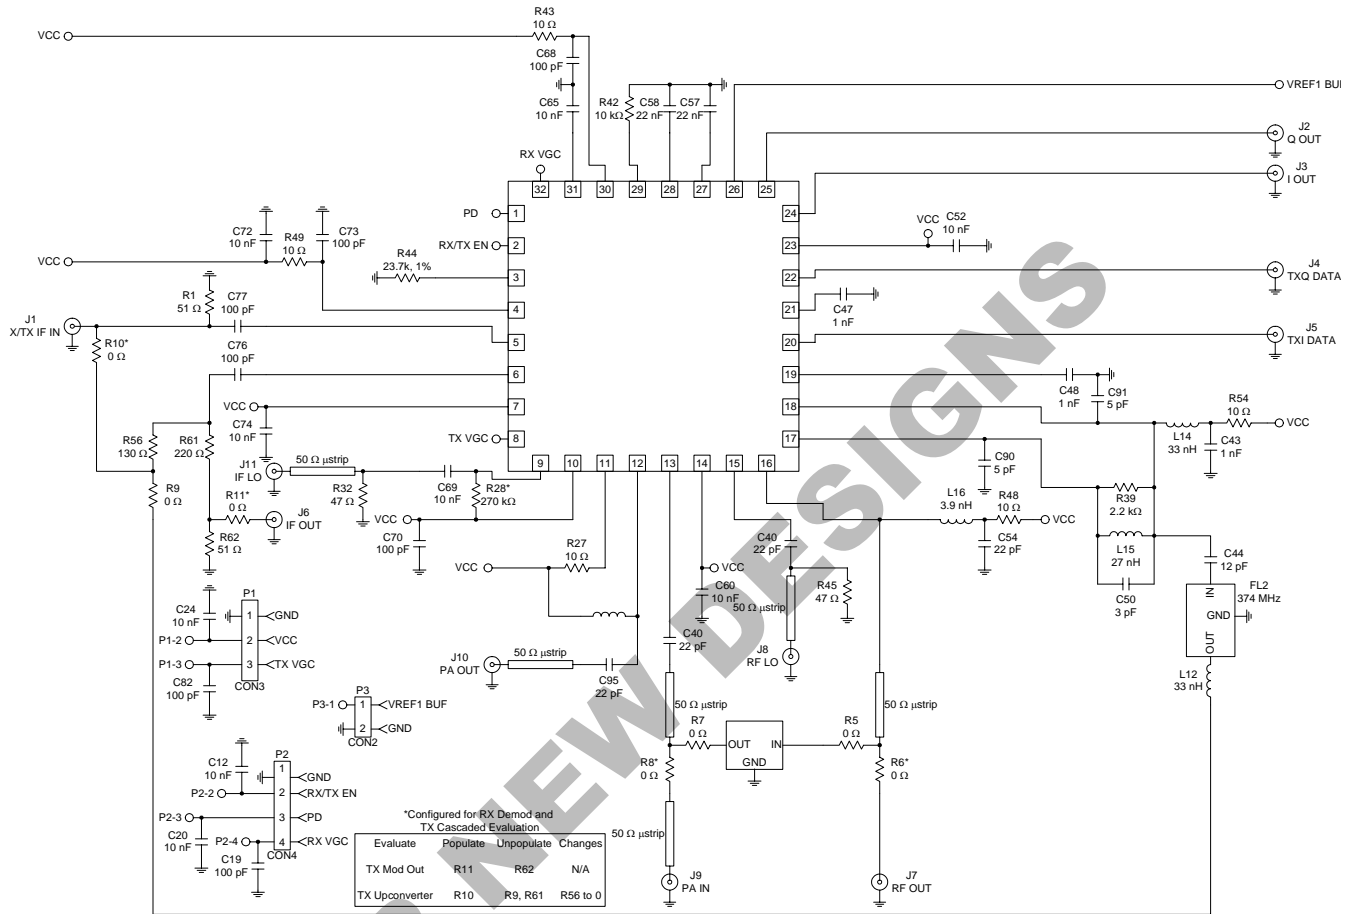 VCC
R43
10 Ω
C68
100 pF
C65
10 nF
R42
10 kΩ
C58
22 nF
C57
22 nF
VREF1 BU
J2
Q OUT
J3
I OUT
RX VGC
32
31
30
29
28
27
26
25
PD
1
24
RX/TX EN
2
23
VCC
C52
10 nF
C72
10 nF
R49
10 Ω
C73
100 pF
VCC
R44
23.7k, 1%
3
22
J4
TXQ DATA
4
21
C47
1 nF
R1
51 Ω
C77
100 pF
J1
X/TX IF IN
R10*
0 Ω
5
20
J5
TXI DATA
C76
100 pF
6
19
C48
1 nF
C91
5 pF
VCC
7
18
C74
10 nF
R54
10 Ω
VCC
L14
33 nH
C43
1 nF
TX VGC
8
17
R56
130 Ω
R61
220 Ω
J11
IF LO
50 Ω µstrip
9
10
11
12
13
14
15
16
C90
5 pF
R9
0 Ω
R11*
0 Ω
J6
IF OUT
R62
51 Ω
R32
47 Ω
C69
10 nF
R28*
270 kΩ
VCC
C70
100 pF
R39
2.2 kΩ
L15
27 nH
C50
3 pF
L16
3.9 nH
R48
10 Ω
VCC
C54
22 pF
C44
12 pF
VCC
R27
10 Ω
VCC
C60
10 nF
C40
22 pF
R45
47 Ω
50 Ω µstrip
J8
RF LO
FL2
374 MHz
IN
GND
OUT
L12
33 nH
C24
10 nF
P1
1
GND
P1-2
2
VCC
P1-3
3
TX VGC
C82
100 pF
CON3
J10
PA OUT
50 Ω µstrip
C95
22 pF
C40
22 pF
P3
P3-1
1
VREF1 BUF
2
GND
CON2
50 Ω µstrip
50 Ω µstrip
R7
0 Ω
OUT
IN
GND
R5
0 Ω
R8*
0 Ω
R6*
0 Ω
C12
10 nF
P2
1
GND
P2-2
2
RX/TX EN
P2-3
3
PD
C20
10 nF
P2-4
4
RX VGC
C19
100 pF
CON4
50 Ω µstrip
J9
PA IN
J7
RF OUT
*Configured for RX Demod and
TX Cascaded Evaluation
Evaluate Populate Unpopulate Changes
TX Mod Out R11 R62 N/A
TX Upconverter R10 R9, R61 R56 to 0
NEW DESIGNS